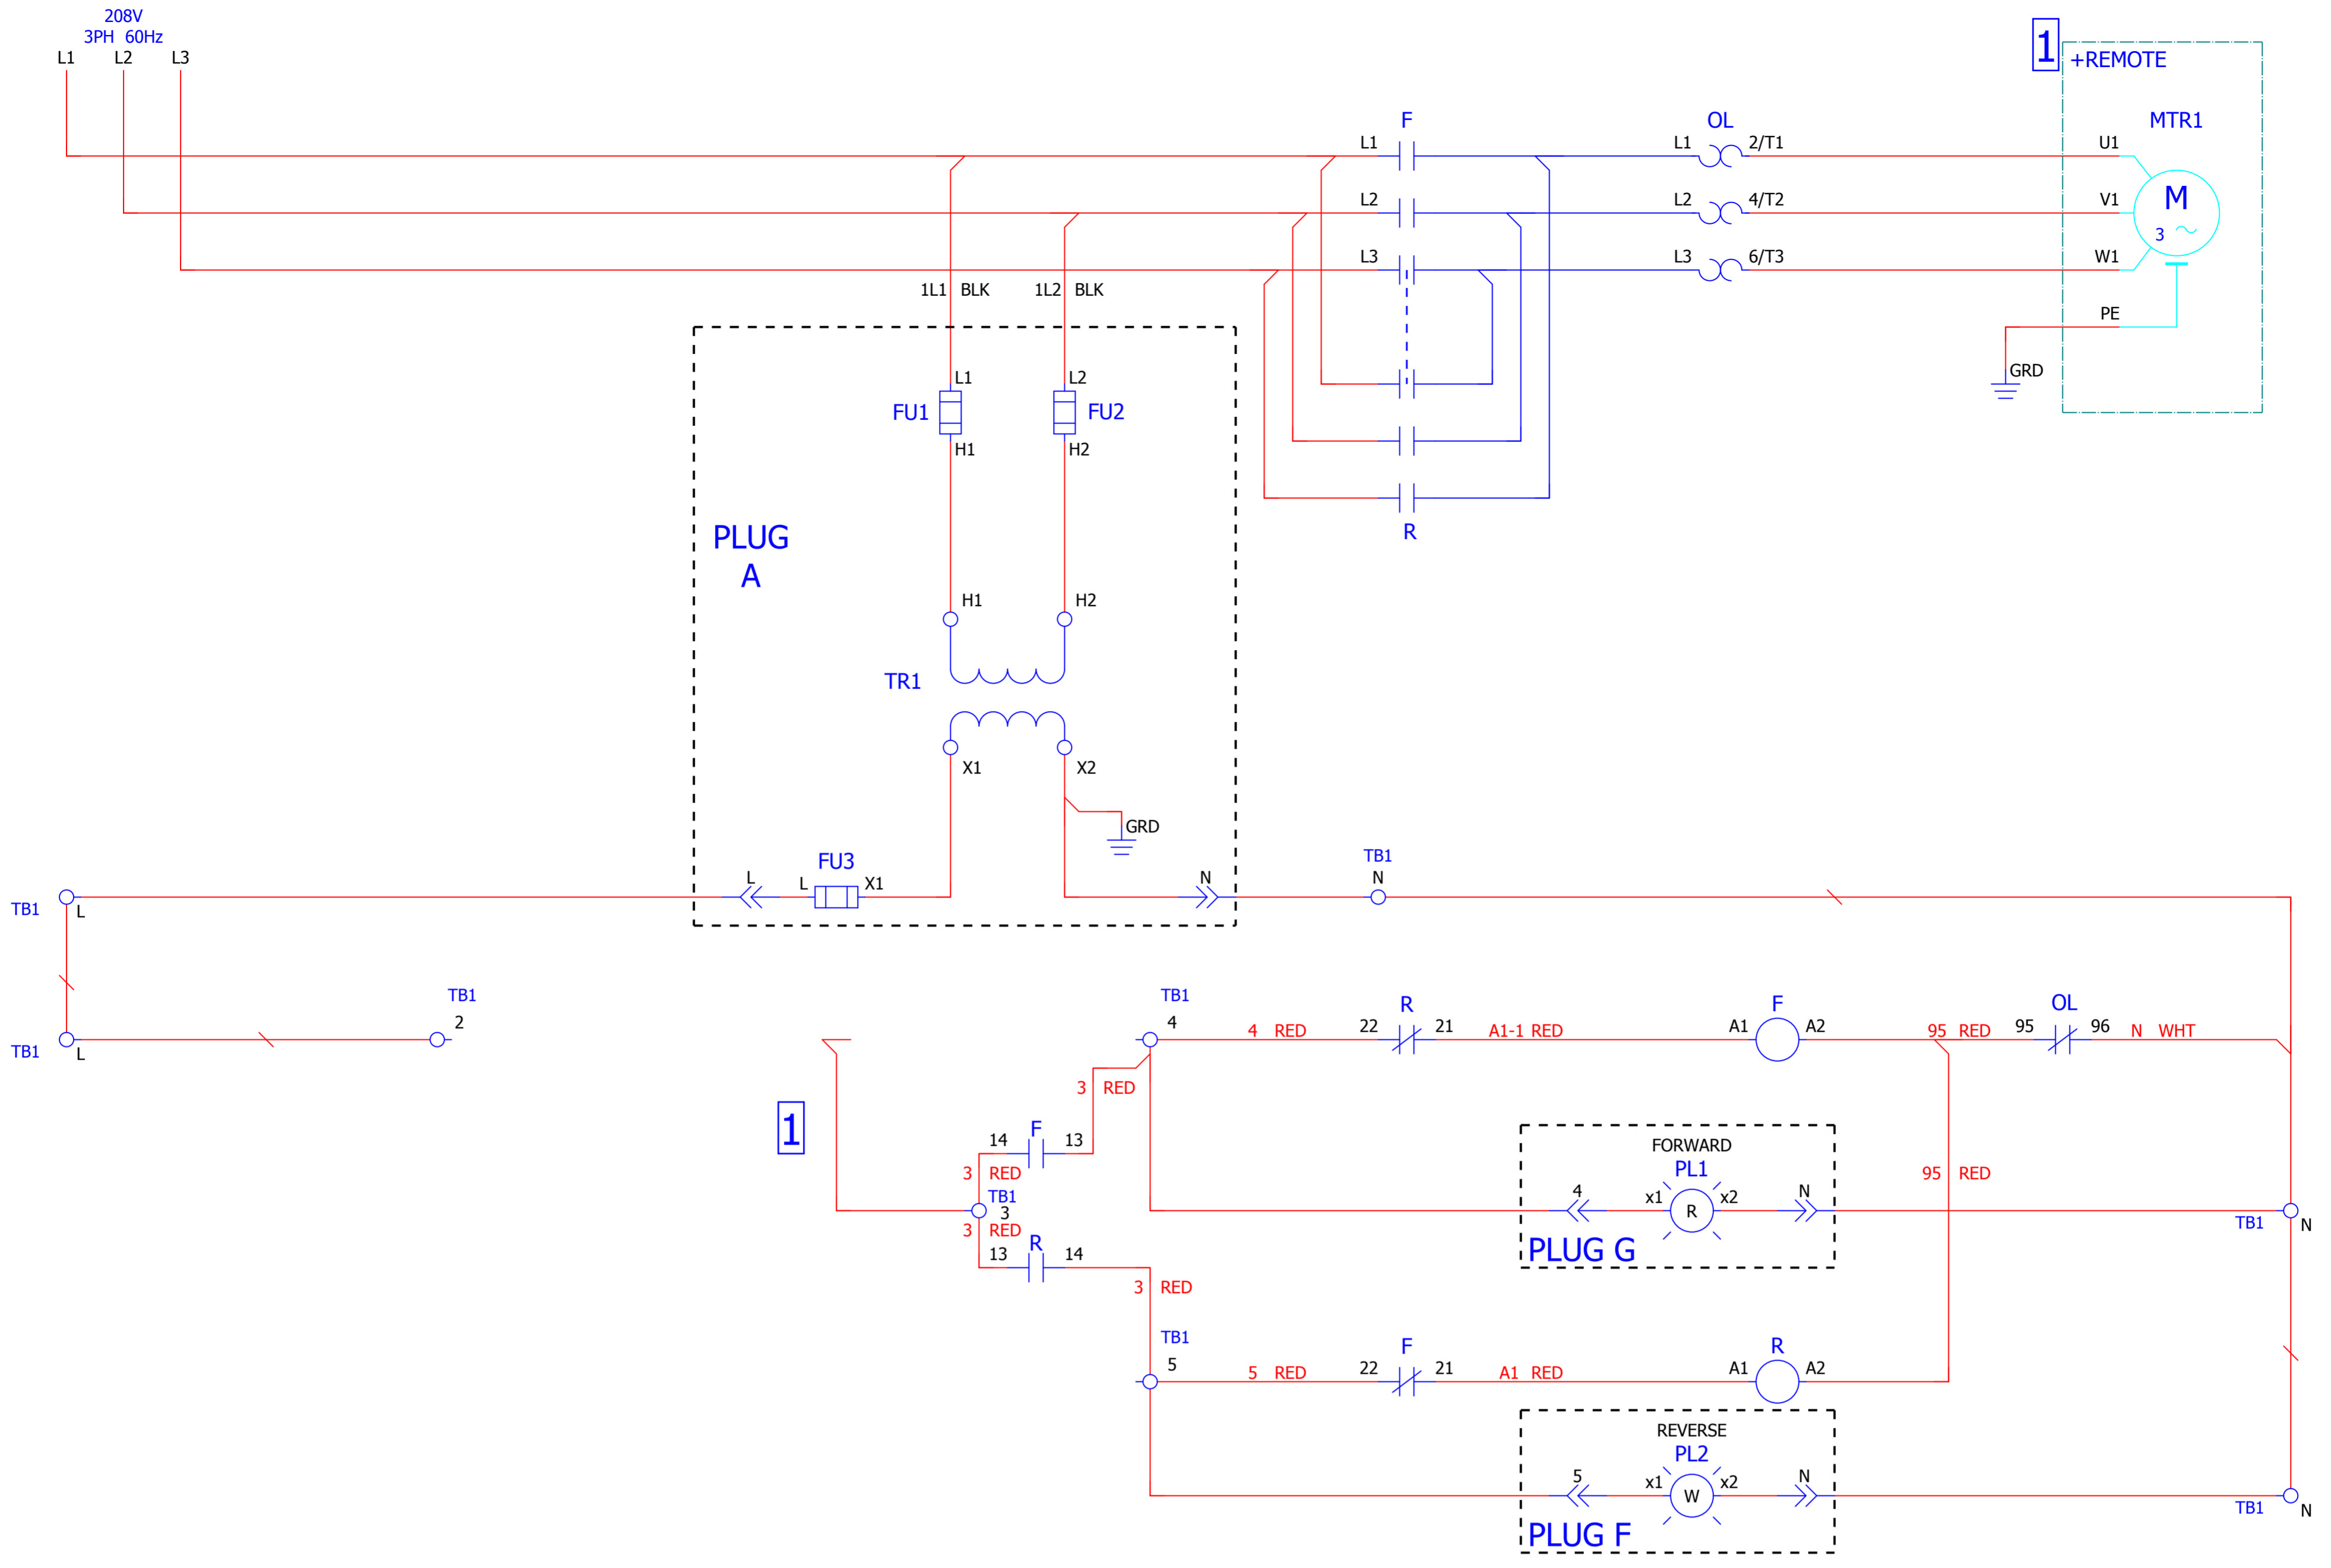 208V
3PH 60Hz
L1 L2 L3
1 +REMOTE
F OL MTR1
L1 L1 2/T1 U1
L2 L2 4/T2 V1
M
3
L3 L3 6/T3 W1
1L1 BLK 1L2 BLK
PE
GRD
L1 L2
FU1 FU2
H1 H2
R
PLUG
A
H1 H2
TR1
X1 X2
GRD
FU3
L L X1 N
TB1
N
TB1 L
TB1
2
TB1 L
TB1
4
4 RED
R
22 21
A1-1 RED
F
A1 A2
95 RED
OL
95 96
N WHT
3 RED
1
F
14 13
3 RED
TB1
3
3 RED
R
13 14
3 RED
FORWARD
PL1
4 x1 R x2 N
PLUG G
95 RED
TB1 N
TB1
5
5 RED
F
22 21
A1 RED
R
A1 A2
REVERSE
PL2
5 x1 W x2 N
PLUG F
TB1 N